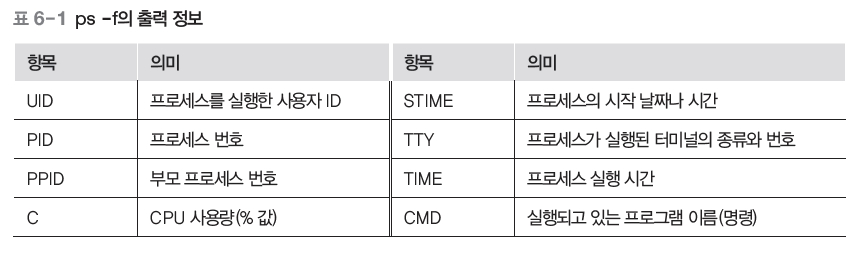 표 6-1 ps -f의 출력 정보
항목 의미 항목 의미
UID 프로세스를 실행한 사용자 ID STIME 프로세스의 시작 날짜나 시간
PID 프로세스 번호 TTY 프로세스가 실행된 터미널의 종류와 번호
PPID 부모 프로세스 번호 TIME 프로세스 실행 시간
C CPU 사용량(% 값) CMD 실행되고 있는 프로그램 이름(명령)